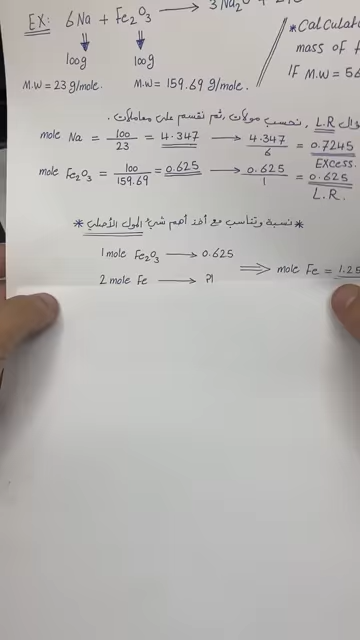 EX: 6Na + Fe₂O₃ → 3 Na₂O +
*Calculat
100g 100g
mass of
M.W = 23 g/mole. M.W = 159.69 g/mole.
IF M.W = 56
L.R, نحسب مولات, ثم نقسم على معاملات.
mole Na = 100/23 = 4.347 → 4.347/6 = 0.7245
EXcess.
mole Fe₂O₃ = 100/159.69 = 0.625 → 0.625/1 = 0.625
L.R.
* نسبة وتناسب مع أخذ أهم شيء المول الأصلي *
1 mole Fe₂O₃ → 0.625
⟹ mole Fe = 1.25
2 mole Fe →